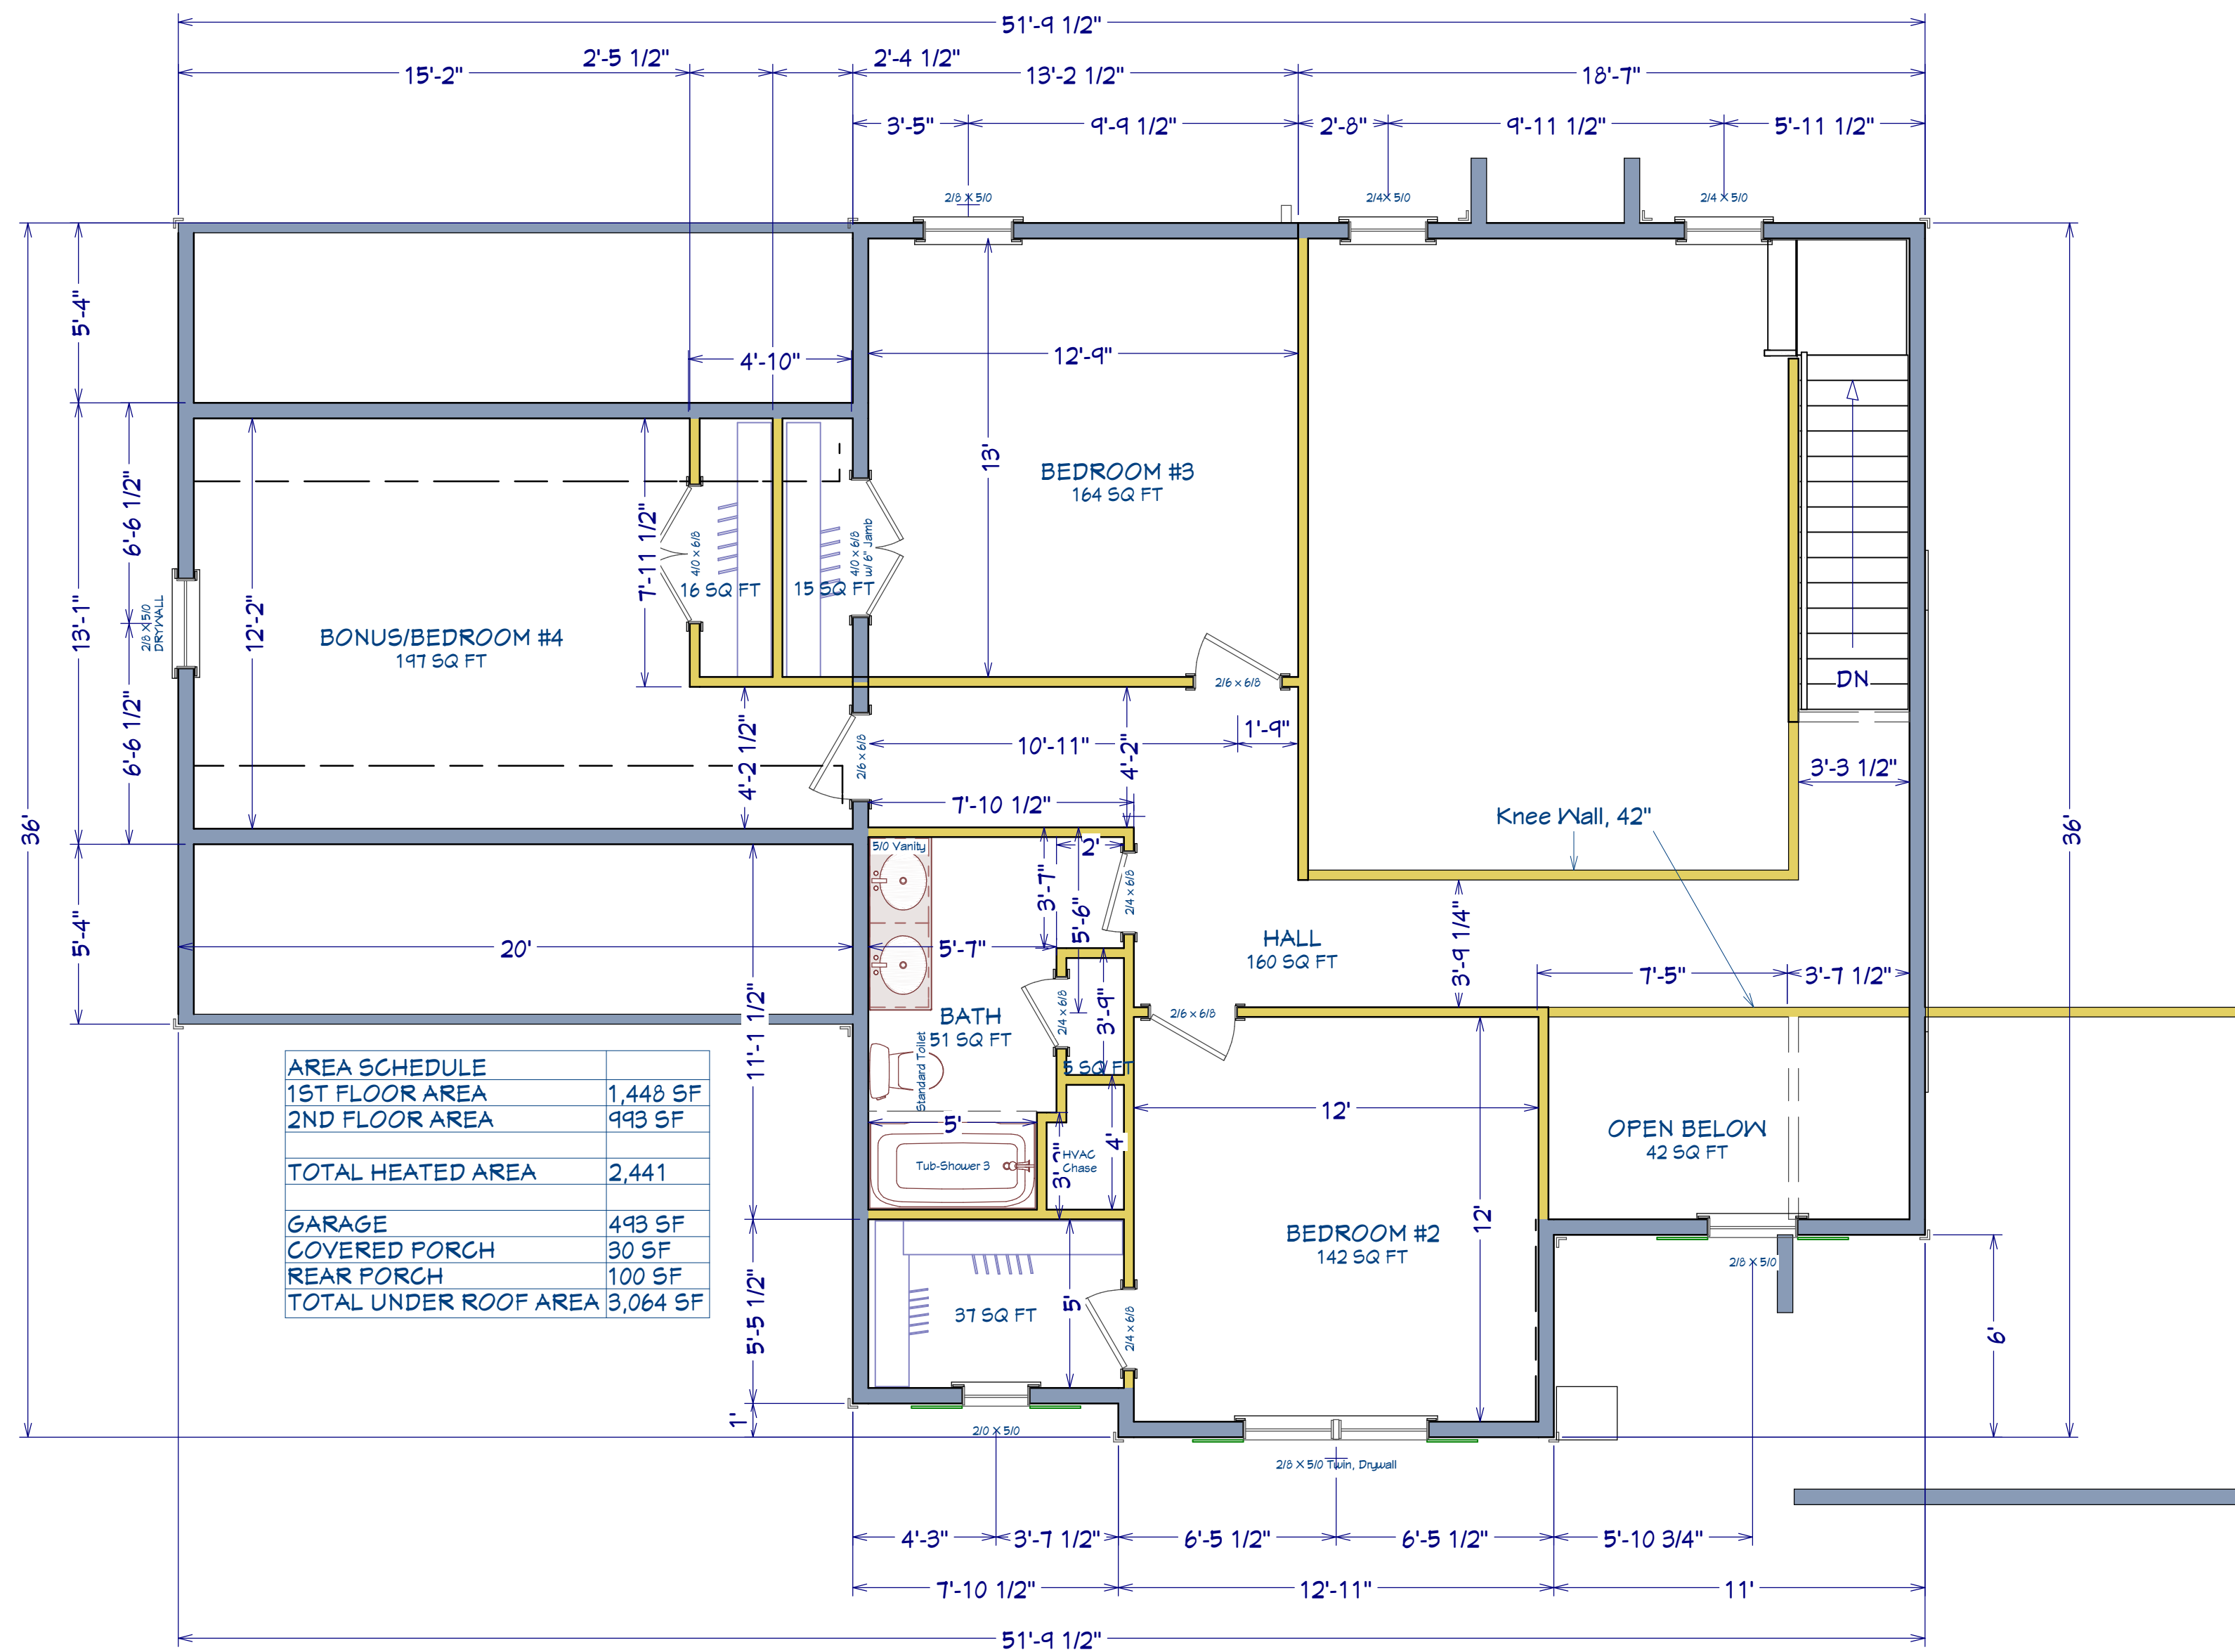 51'-9 1/2"
15'-2"
2'-5 1/2"
2'-4 1/2"
13'-2 1/2"
18'-7"
3'-5"
9'-9 1/2"
2'-8"
9'-11 1/2"
5'-11 1/2"
2/8 X 5/0
2/4X 5/0
2/4 X 5/0
5'-4"
4'-10"
12'-9"
13'
BEDROOM #3
164 SQ FT
6'-6 1/2"
7'-11 1/2"
4/0 x 6/8
4/0 x 6/8
w/ 6" Jamb
16 SQ FT
15 SQ FT
13'-1"
2/8 X 5/0
DRYWALL
12'-2"
BONUS/BEDROOM #4
197 SQ FT
6'-6 1/2"
2/6 x 6/8
DN
4'-2 1/2"
2/6 x 6/8
10'-11"
1'-9"
4'-2"
3'-3 1/2"
7'-10 1/2"
Knee Wall, 42"
36'
36'
5/0 Vanity
2'
3'-7"
5'-6"
2/4 x 6/8
5'-4"
20'
5'-7"
HALL
160 SQ FT
3'-9 1/4"
7'-5"
3'-7 1/2"
11'-1 1/2"
BATH
51 SQ FT
2/4 x 6/8
3'-9"
2/6 x 6/8
Standard Toilet
5 SQ FT
AREA SCHEDULE
1ST FLOOR AREA 1,448 SF
2ND FLOOR AREA 993 SF
TOTAL HEATED AREA 2,441
GARAGE 493 SF
COVERED PORCH 30 SF
REAR PORCH 100 SF
TOTAL UNDER ROOF AREA 3,064 SF
5'
12'
4'
OPEN BELOW
42 SQ FT
Tub-Shower 3
HVAC
Chase
12'
BEDROOM #2
142 SQ FT
2/8 X 5/0
5'-5 1/2"
37 SQ FT
5'
2/4 x 6/8
6'
1'
2/0 X 5/0
2/8 X 5/0 Twin, Drywall
4'-3"
3'-7 1/2"
6'-5 1/2"
6'-5 1/2"
5'-10 3/4"
7'-10 1/2"
12'-11"
11'
51'-9 1/2"